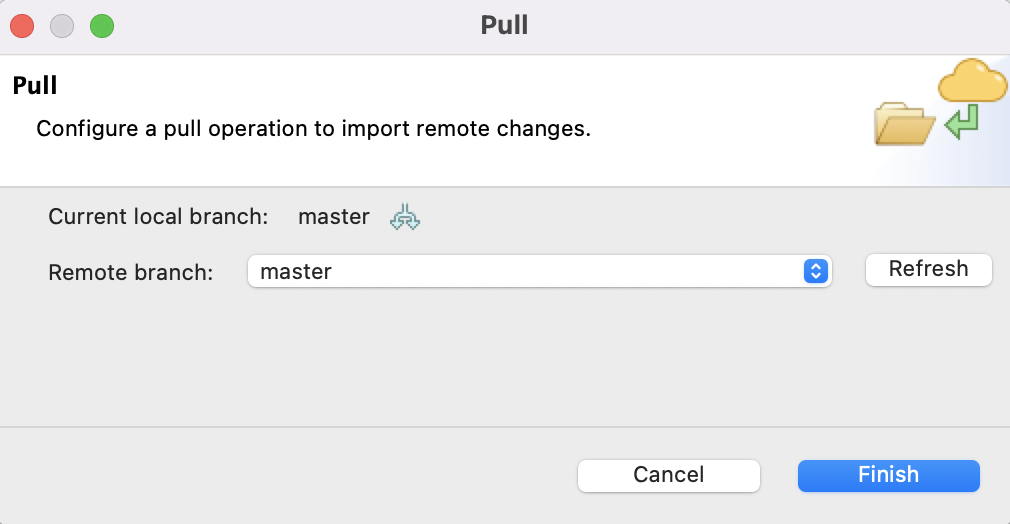 Pull
Pull
Configure a pull operation to import remote changes.
Current local branch: master
Remote branch: master Refresh
Cancel Finish